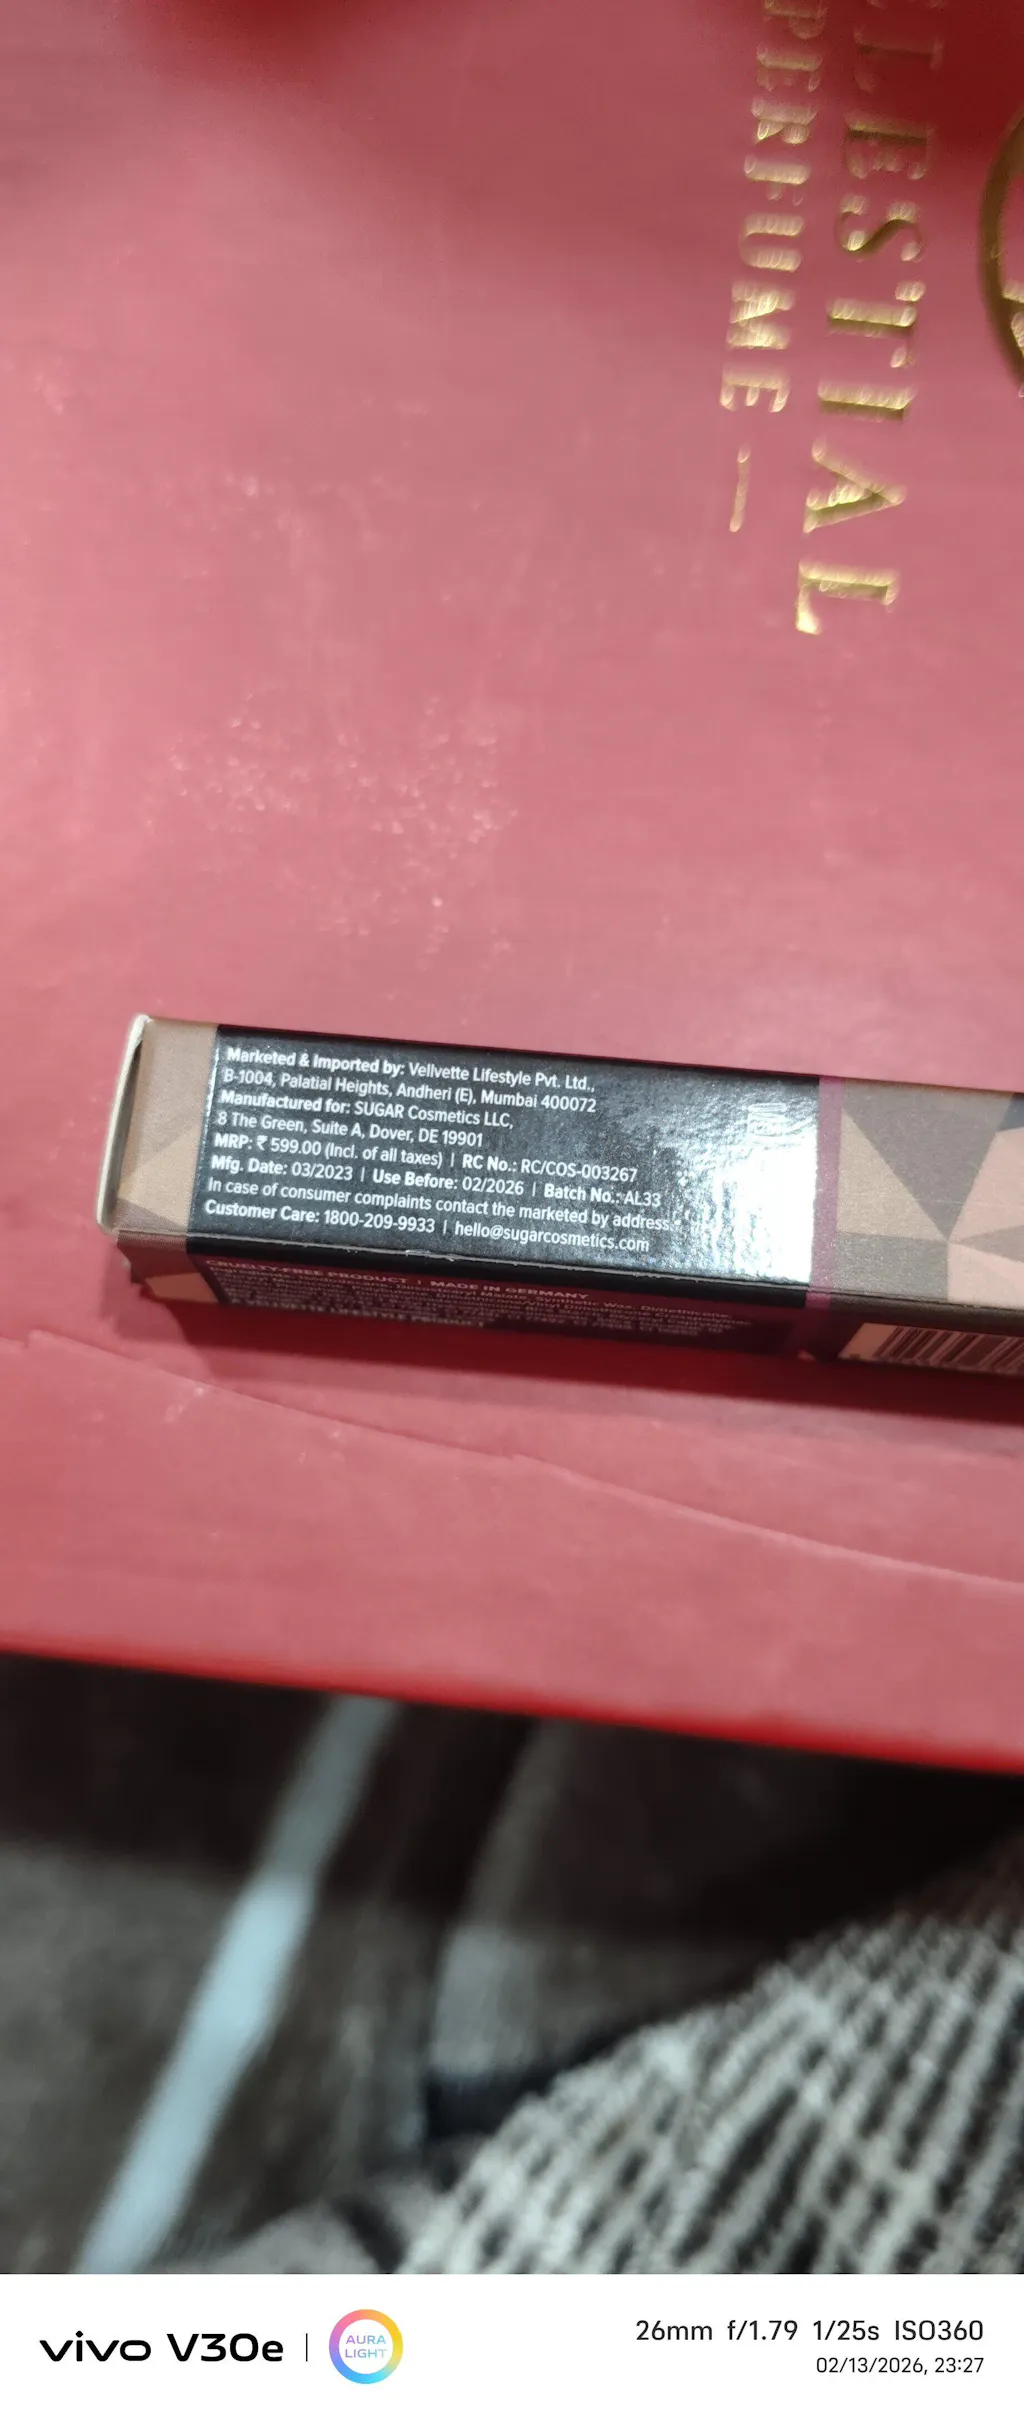 PERFUME
LESTIAL
Marketed & Imported by: Vellvette Lifestyle Pvt. Ltd.,
B-1004, Palatial Heights, Andheri (E), Mumbai 400072
Manufactured for: SUGAR Cosmetics LLC,
8 The Green, Suite A, Dover, DE 19901
MRP: ₹ 599.00 (Incl. of all taxes) | RC No.: RC/COS-003267
Mfg. Date: 03/2023 | Use Before: 02/2026 | Batch No.: AL33
In case of consumer complaints contact the marketed by address.
Customer Care: 1800-209-9933 | hello@sugarcosmetics.com
CRUELTY-FREE PRODUCT | MADE IN GERMANY
vivo V30e | AURA LIGHT
26mm f/1.79 1/25s ISO360
02/13/2026, 23:27